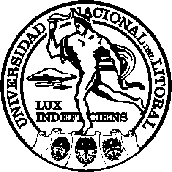 UNIVERSIDAD NACIONAL DEL LITORAL
LUX
INDEFICIENS